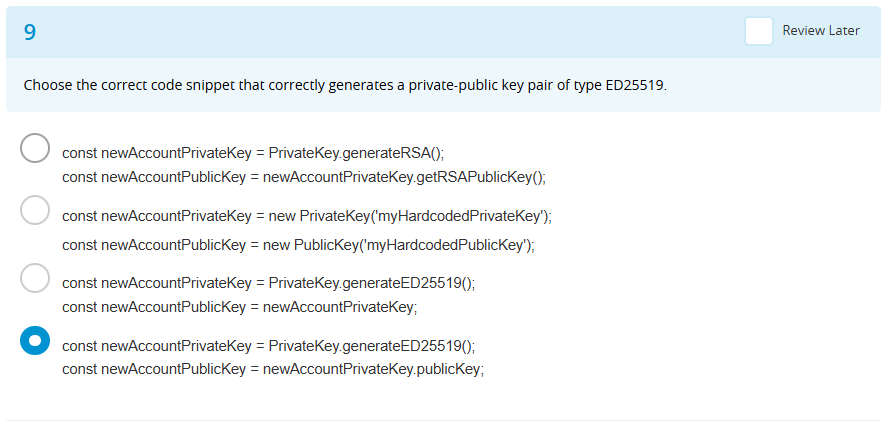 9
Review Later
Choose the correct code snippet that correctly generates a private-public key pair of type ED25519.
const newAccountPrivateKey = PrivateKey.generateRSA();
const newAccountPublicKey = newAccountPrivateKey.getRSAPublicKey();
const newAccountPrivateKey = new PrivateKey('myHardcodedPrivateKey');
const newAccountPublicKey = new PublicKey('myHardcodedPublicKey');
const newAccountPrivateKey = PrivateKey.generateED25519();
const newAccountPublicKey = newAccountPrivateKey;
const newAccountPrivateKey = PrivateKey.generateED25519();
const newAccountPublicKey = newAccountPrivateKey.publicKey;